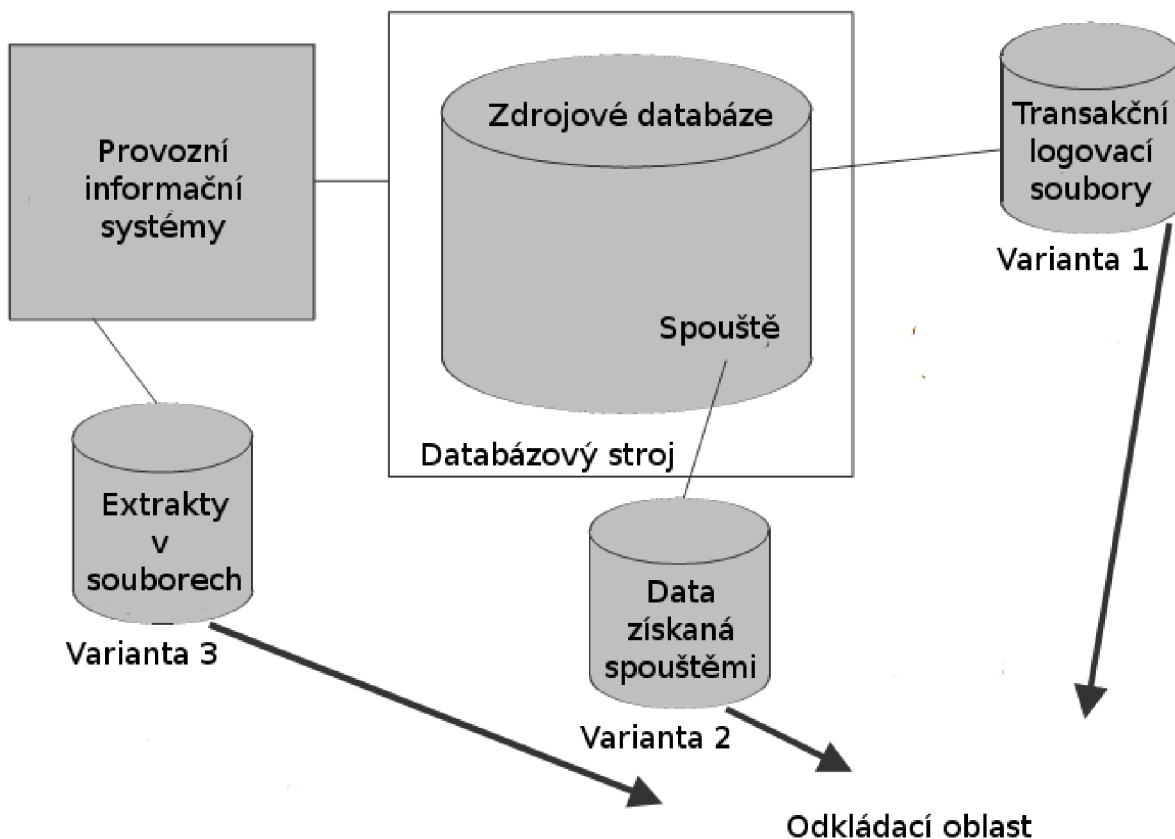 Provozní
informační
systémy
Zdrojové databáze
Spouště
Databázový stroj
Transakční
logovací
soubory
Varianta 1
Extrakty
v
souborech
Varianta 3
Data
získaná
spouštěmi
Varianta 2
Odkládací oblast